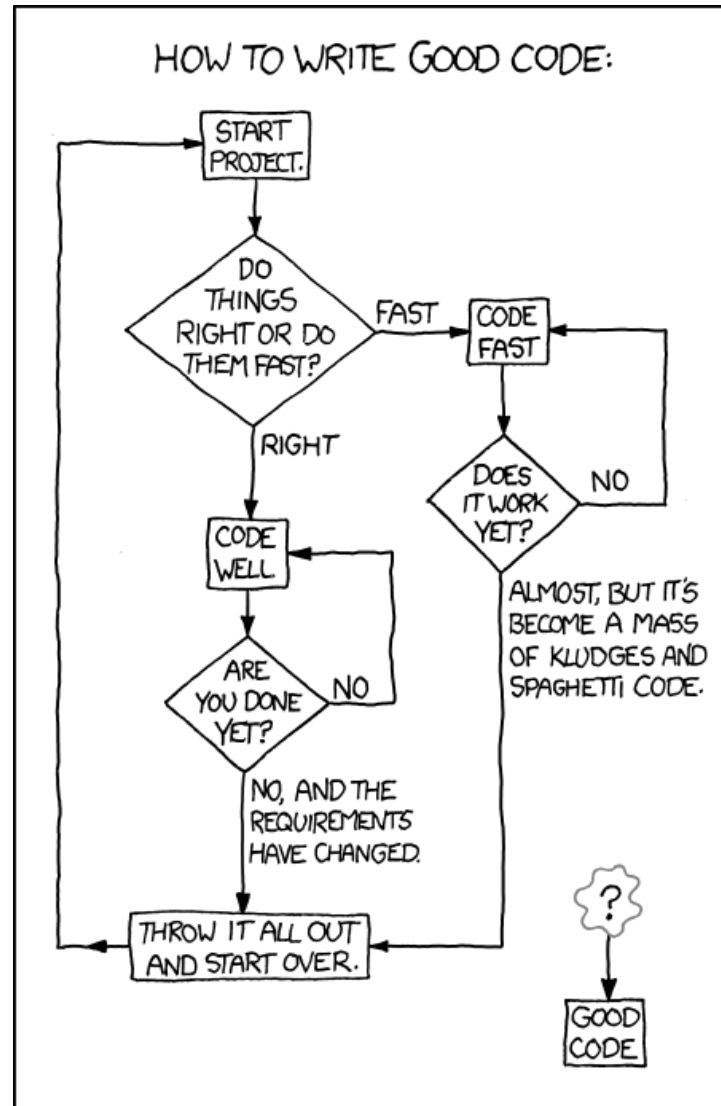 HOW TO WRITE GOOD CODE:
START
PROJECT.
DO
THINGS
RIGHT OR DO
THEM FAST?
FAST
CODE
FAST
RIGHT
DOES
IT WORK
YET?
NO
CODE
WELL
ALMOST, BUT IT'S
BECOME A MASS
OF KLUDGES AND
SPAGHETTI CODE.
ARE
YOU DONE
YET?
NO
NO, AND THE
REQUIREMENTS
HAVE CHANGED.
THROW IT ALL OUT
AND START OVER.
?
GOOD
CODE